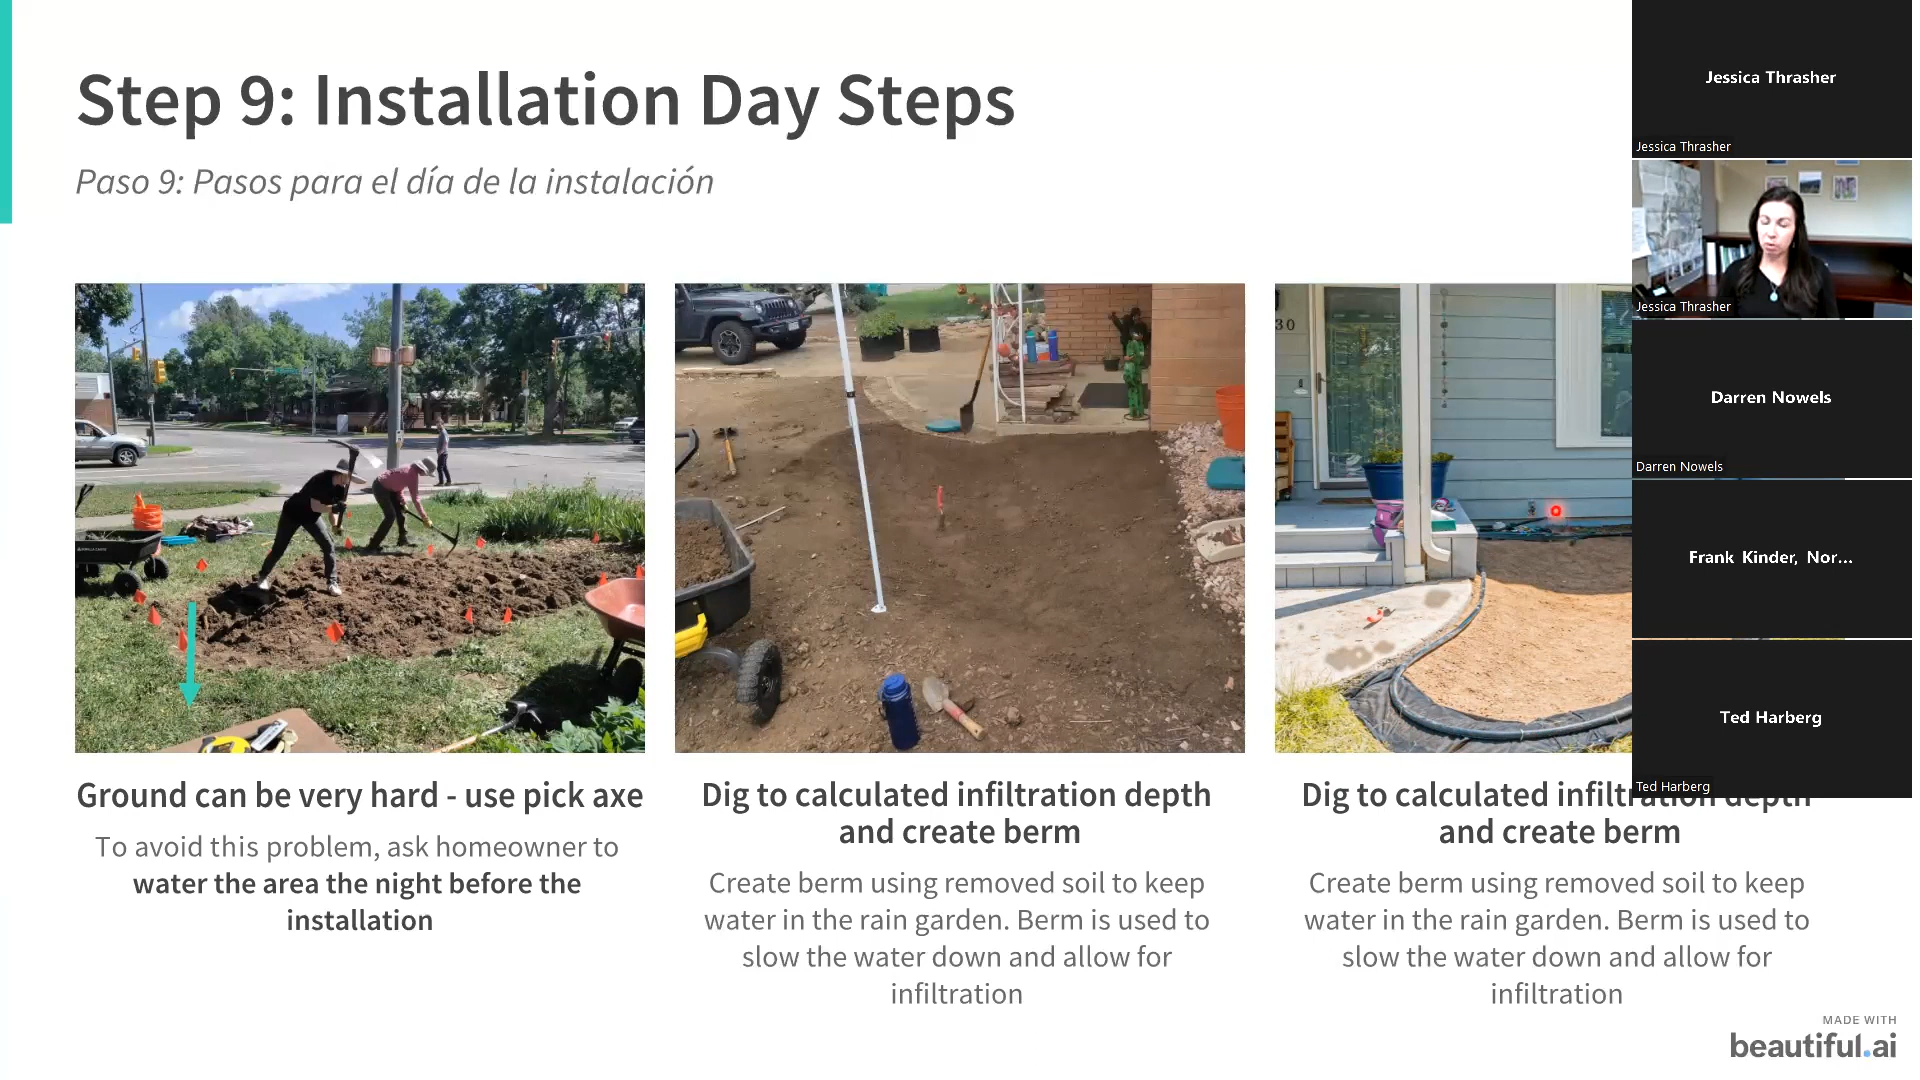 Step 9: Installation Day Steps
Paso 9: Pasos para el día de la instalación
30
Ground can be very hard - use pick axe
To avoid this problem, ask homeowner to
water the area the night before the
installation
Dig to calculated infiltration depth
and create berm
Create berm using removed soil to keep
water in the rain garden. Berm is used to
slow the water down and allow for
infiltration
Dig to calculated infiltration depth
and create berm
Create berm using removed soil to keep
water in the rain garden. Berm is used to
slow the water down and allow for
infiltration
Jessica Thrasher
Jessica Thrasher
Jessica Thrasher
Darren Nowels
Darren Nowels
Frank Kinder, Nor...
Ted Harberg
Ted Harberg
MADE WITH
beautiful.ai